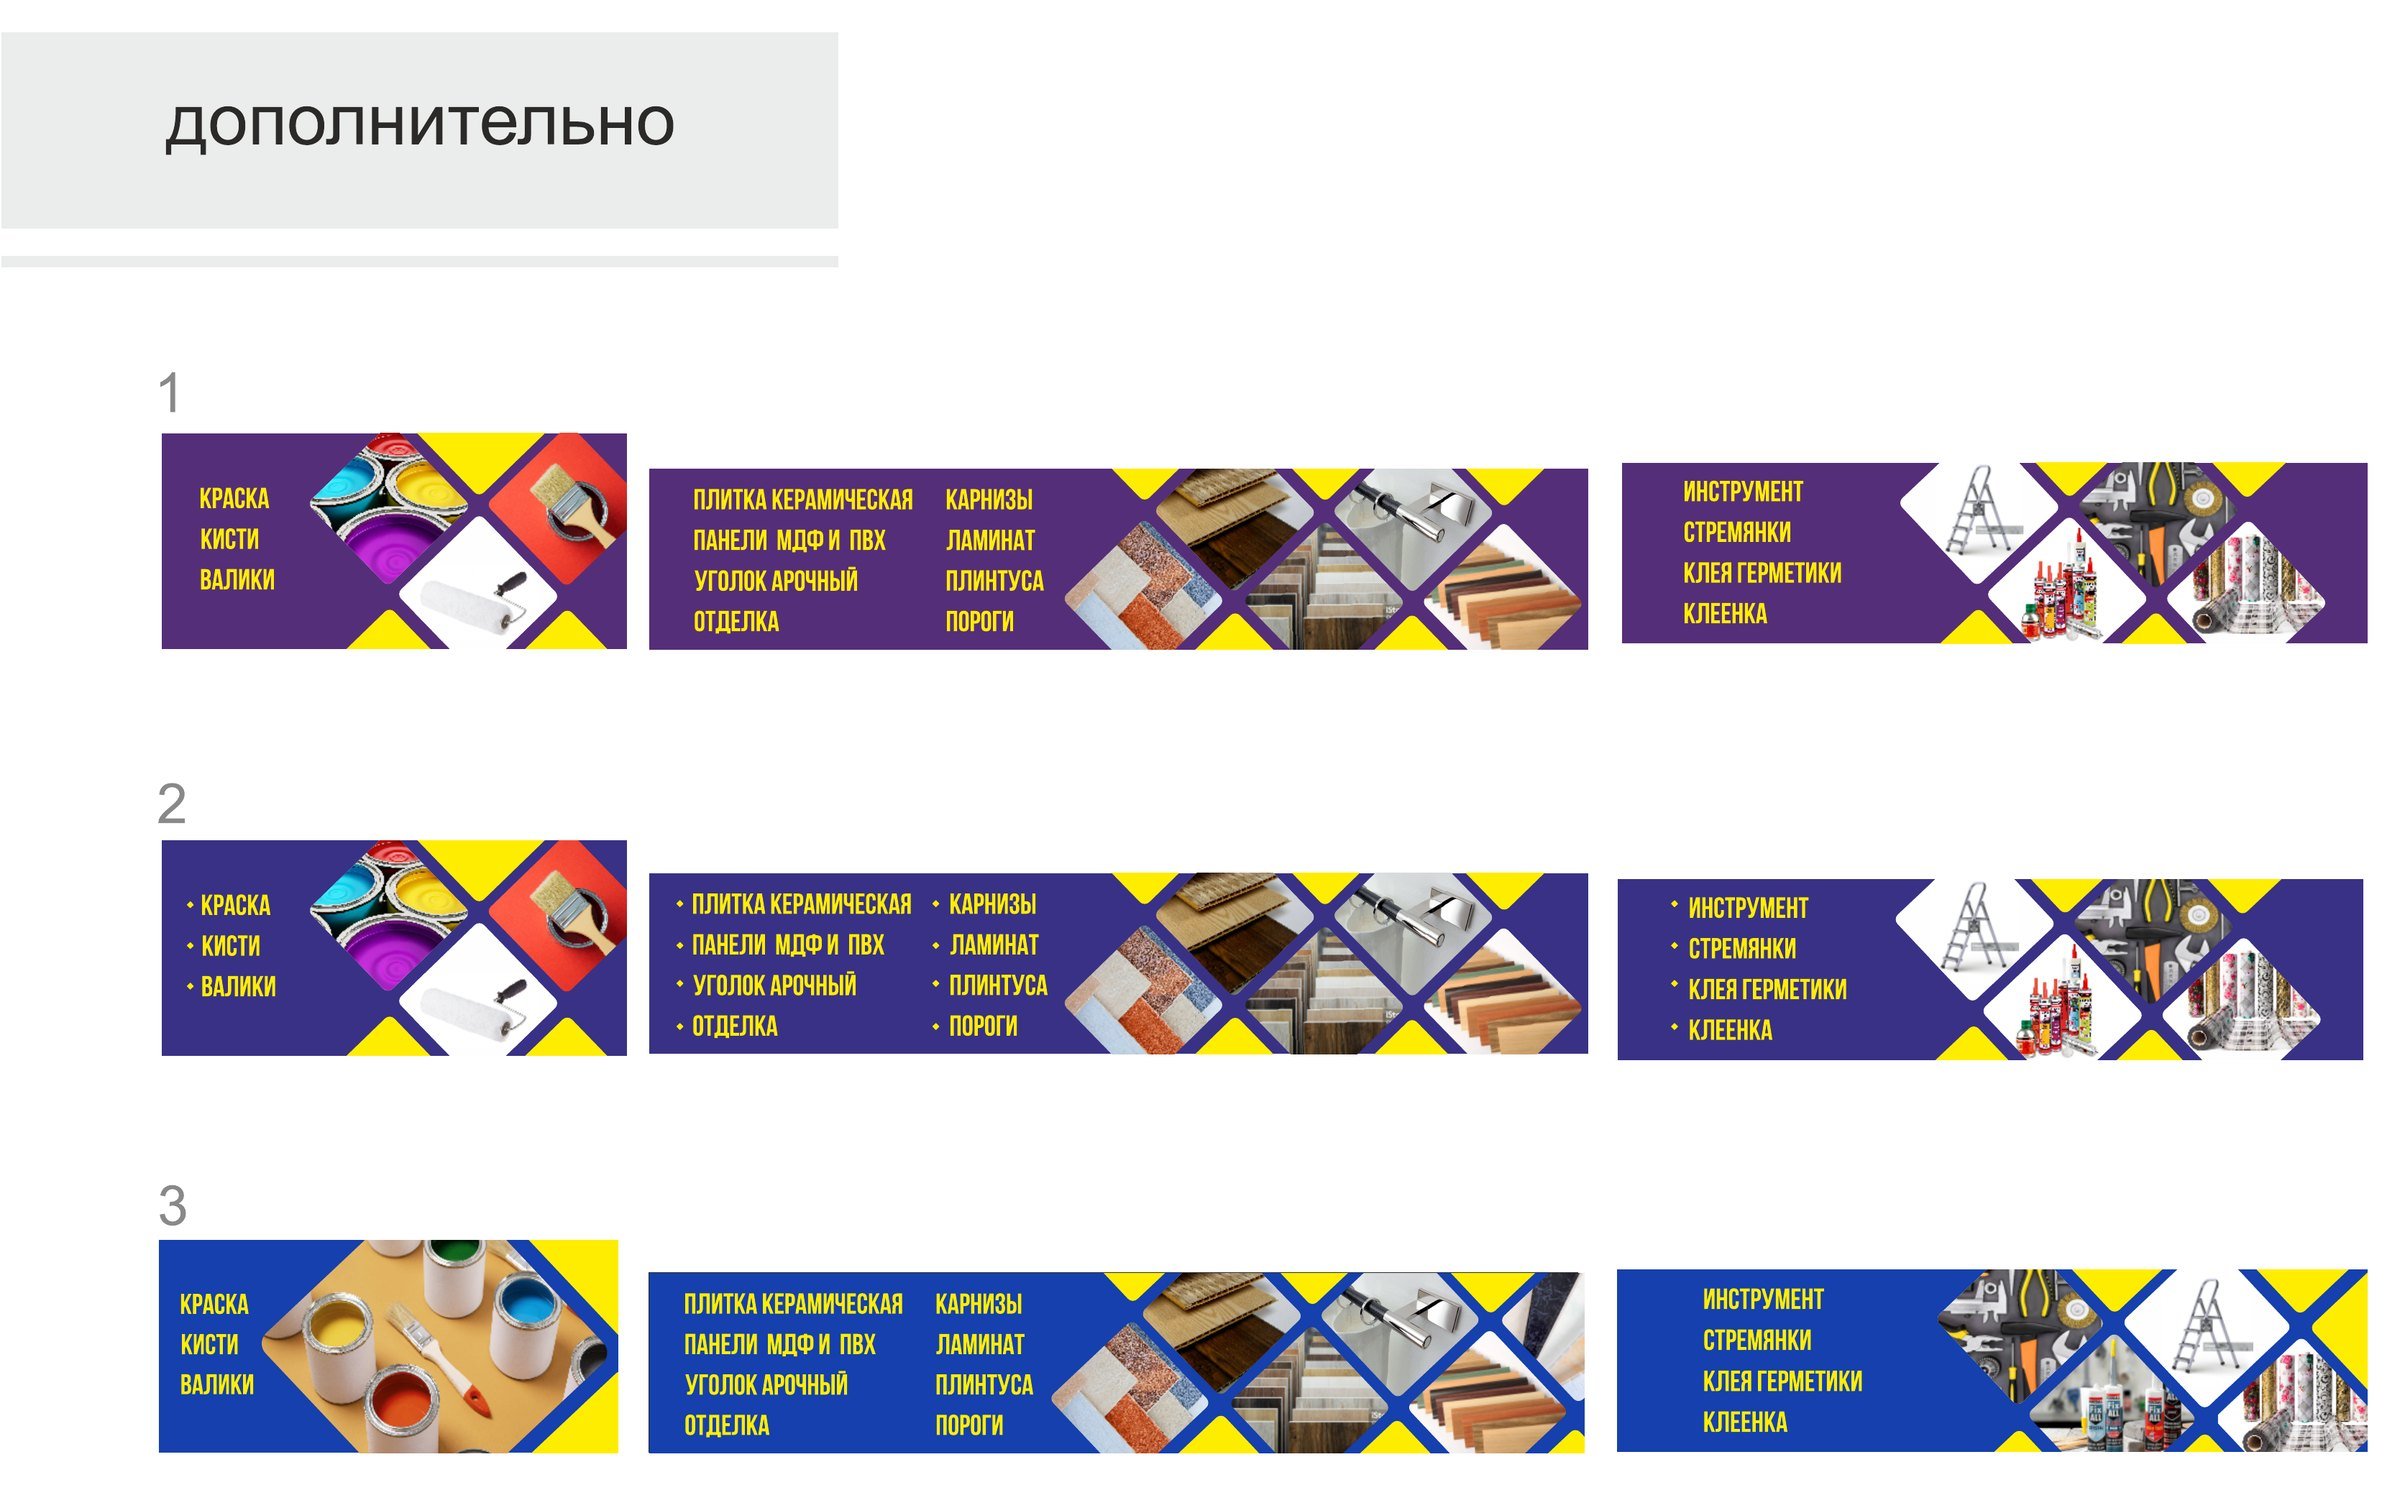 дополнительно
1
КРАСКА
КИСТИ
ВАЛИКИ
ПЛИТКА КЕРАМИЧЕСКАЯ
ПАНЕЛИ МДФ И ПВХ
УГОЛОК АРОЧНЫЙ
ОТДЕЛКА
КАРНИЗЫ
ЛАМИНАТ
ПЛИНТУСА
ПОРОГИ
ИНСТРУМЕНТ
СТРЕМЯНКИ
КЛЕЯ ГЕРМЕТИКИ
КЛЕЕНКА
2
• КРАСКА
• КИСТИ
• ВАЛИКИ
• ПЛИТКА КЕРАМИЧЕСКАЯ
• ПАНЕЛИ МДФ И ПВХ
• УГОЛОК АРОЧНЫЙ
• ОТДЕЛКА
• КАРНИЗЫ
• ЛАМИНАТ
• ПЛИНТУСА
• ПОРОГИ
• ИНСТРУМЕНТ
• СТРЕМЯНКИ
• КЛЕЯ ГЕРМЕТИКИ
• КЛЕЕНКА
3
КРАСКА
КИСТИ
ВАЛИКИ
ПЛИТКА КЕРАМИЧЕСКАЯ
ПАНЕЛИ МДФ И ПВХ
УГОЛОК АРОЧНЫЙ
ОТДЕЛКА
КАРНИЗЫ
ЛАМИНАТ
ПЛИНТУСА
ПОРОГИ
ИНСТРУМЕНТ
СТРЕМЯНКИ
КЛЕЯ ГЕРМЕТИКИ
КЛЕЕНКА
FIX ALL